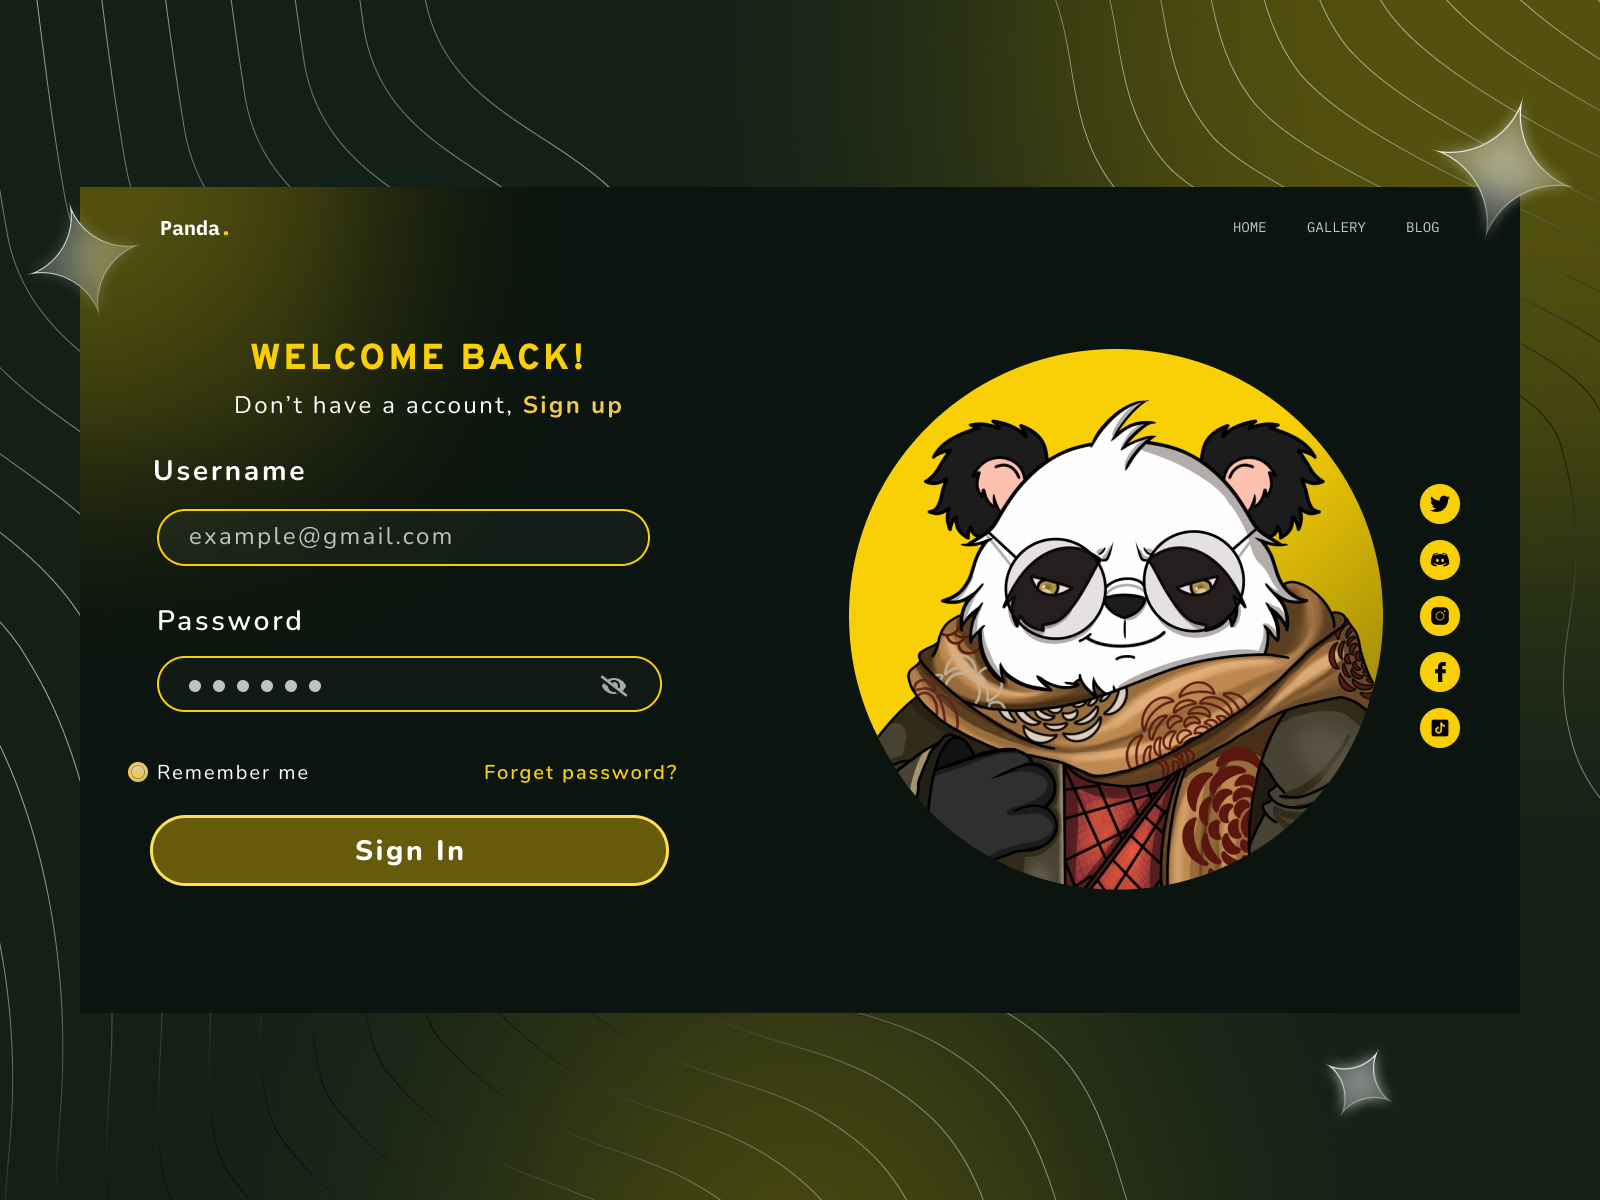 Panda.
HOME GALLERY BLOG
WELCOME BACK!
Don’t have a account, Sign up
Username
example@gmail.com
Password
Remember me Forget password?
Sign In